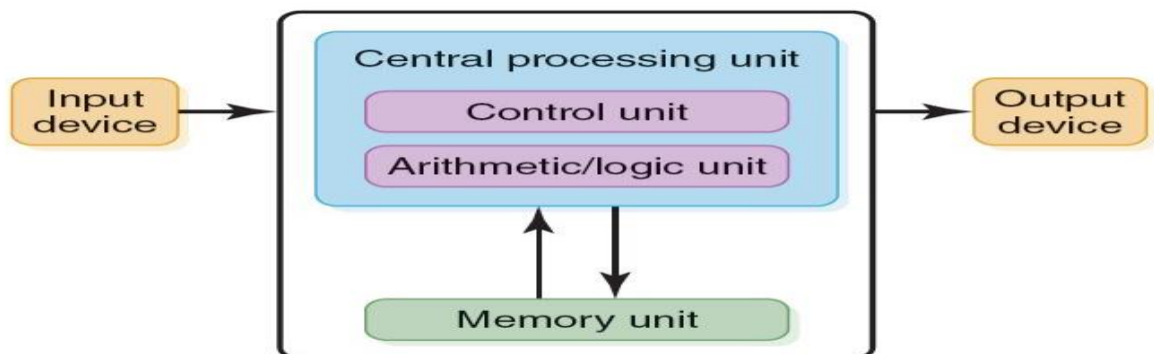 Central processing unit
Control unit
Arithmetic/logic unit
Input
device
Output
device
Memory unit